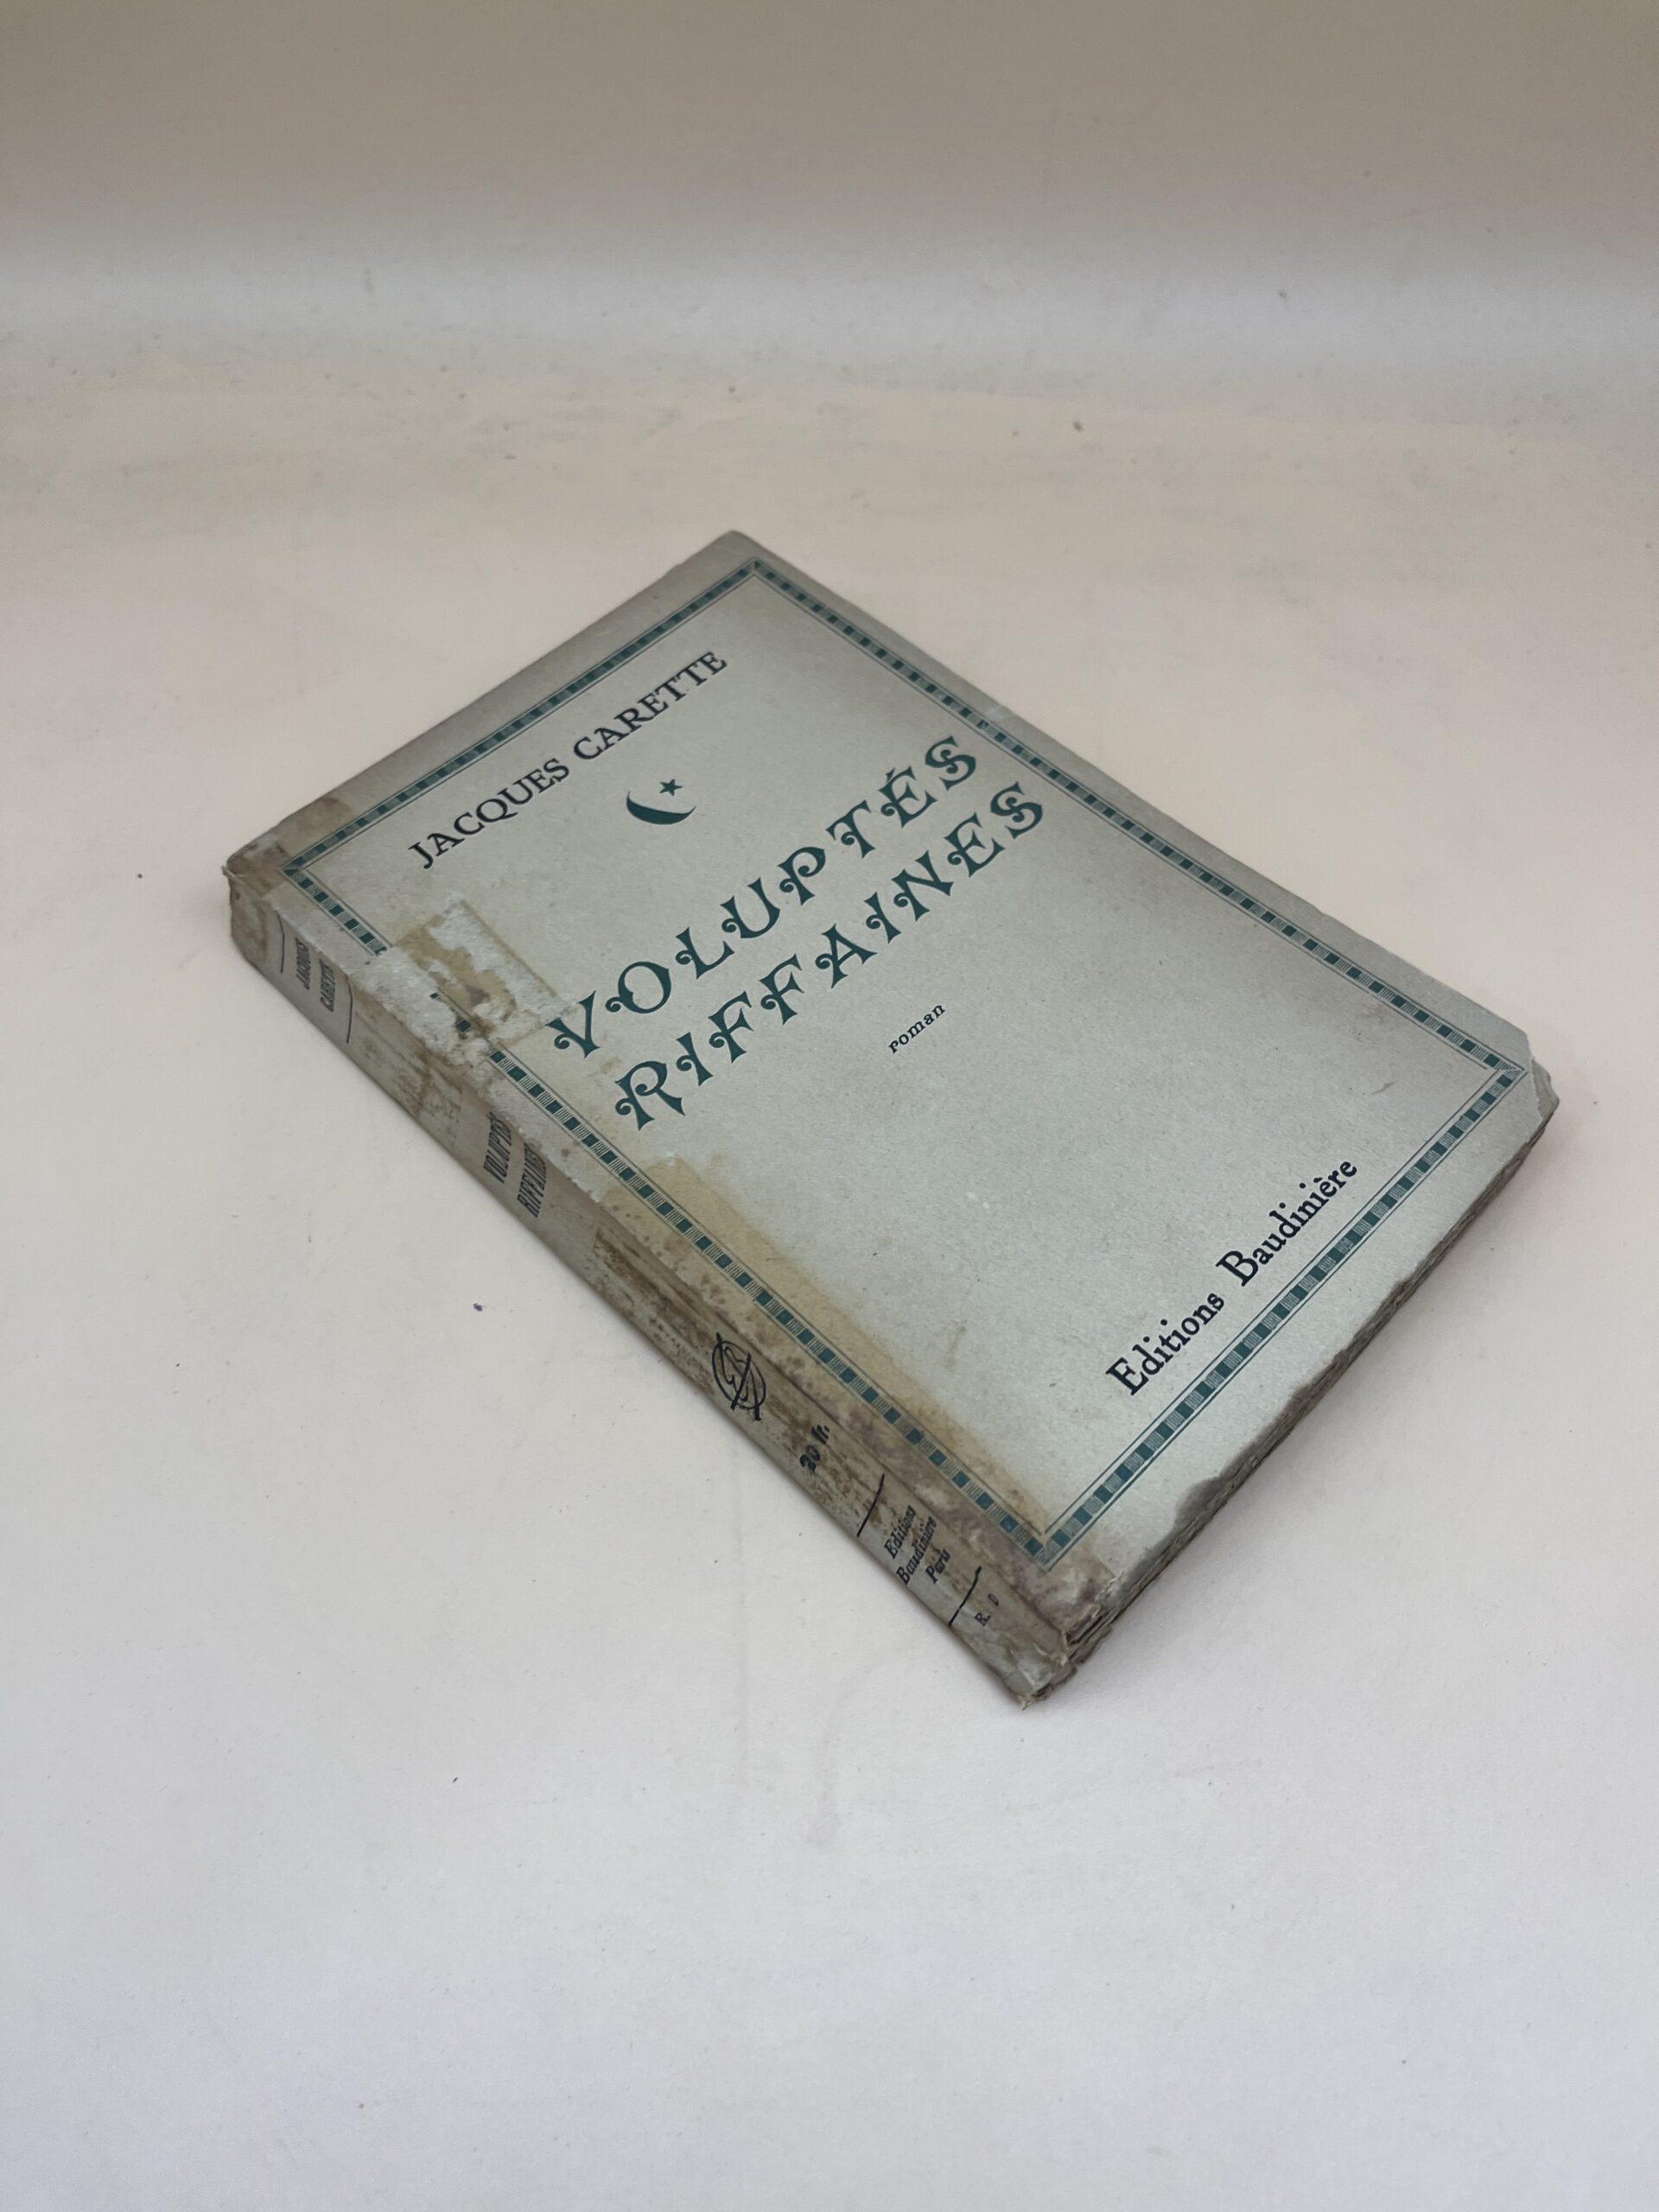 JACQUES CARETTE
VOLUPTÉS
RIFFAINES
roman
Editions Baudinière
JACQUES
CARETTE
VOLUPTÉS
RIFFAINES
20 fr.
Editions
Baudinière
Paris